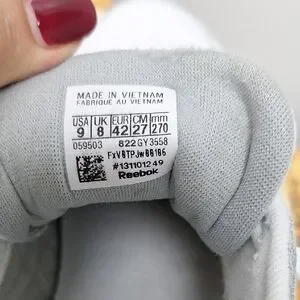 MADE IN VIETNAM
FABRIQUE AU VIETNAM
USA UK EUR CM mm
9 8 42 27 270
059503 822 GY3558
#131101249
Reebok